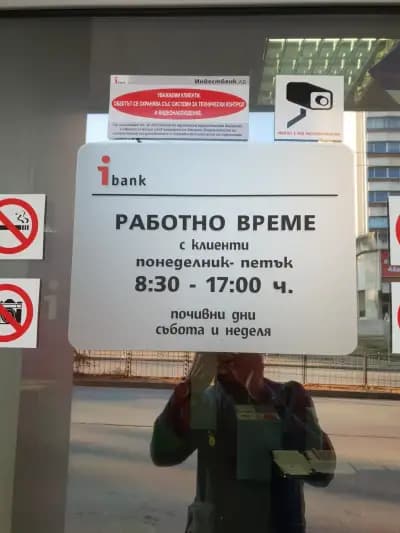 Инвестбанк АД
УВАЖАЕМИ КЛИЕНТИ,
ОБЕКТЪТ СЕ ОХРАНЯВА СЪС СИСТЕМИ ЗА ТЕХНИЧЕСКИ КОНТРОЛ
И ВИДЕОНАБЛЮДЕНИЕ.
ibank
РАБОТНО ВРЕМЕ
с клиенти
понеделник- петък
8:30 - 17:00 ч.
почивни дни
събота и неделя